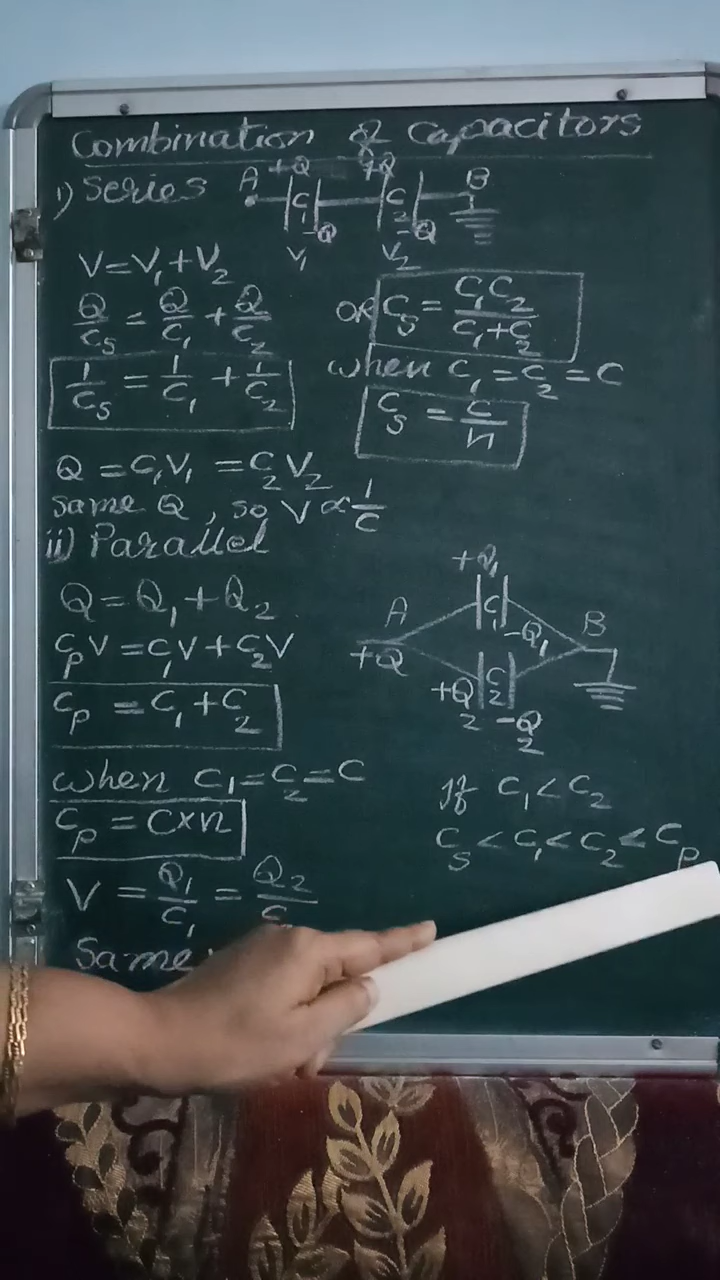 Combination of Capacitors
i) Series
A +Q +Q B
C₁ C₂
-Q -Q
V₁ V₂
V = V₁ + V₂
Q/Cs = Q/C₁ + Q/C₂
1/Cs = 1/C₁ + 1/C₂
OR Cs = C₁C₂/(C₁+C₂)
when C₁ = C₂ = C
Cs = C/n
Q = C₁V₁ = C₂V₂
Same Q, so V ∝ 1/C
ii) Parallel
Q = Q₁ + Q₂
CpV = C₁V + C₂V
Cp = C₁ + C₂
+Q₁
A C₁ B
-Q₁
+Q
+Q₂ C₂
-Q₂
when C₁ = C₂ = C
Cp = C×n
V = Q₁/C₁ = Q₂/C
Same
If C₁ < C₂
Cs < C₁ < C₂ < Cp